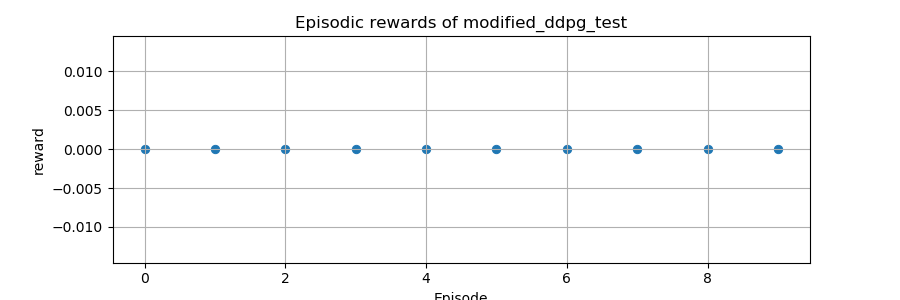 Episodic rewards of modified_ddpg_test
0.010
0.005
0.000
−0.005
−0.010
reward
0 2 4 6 8
Episode